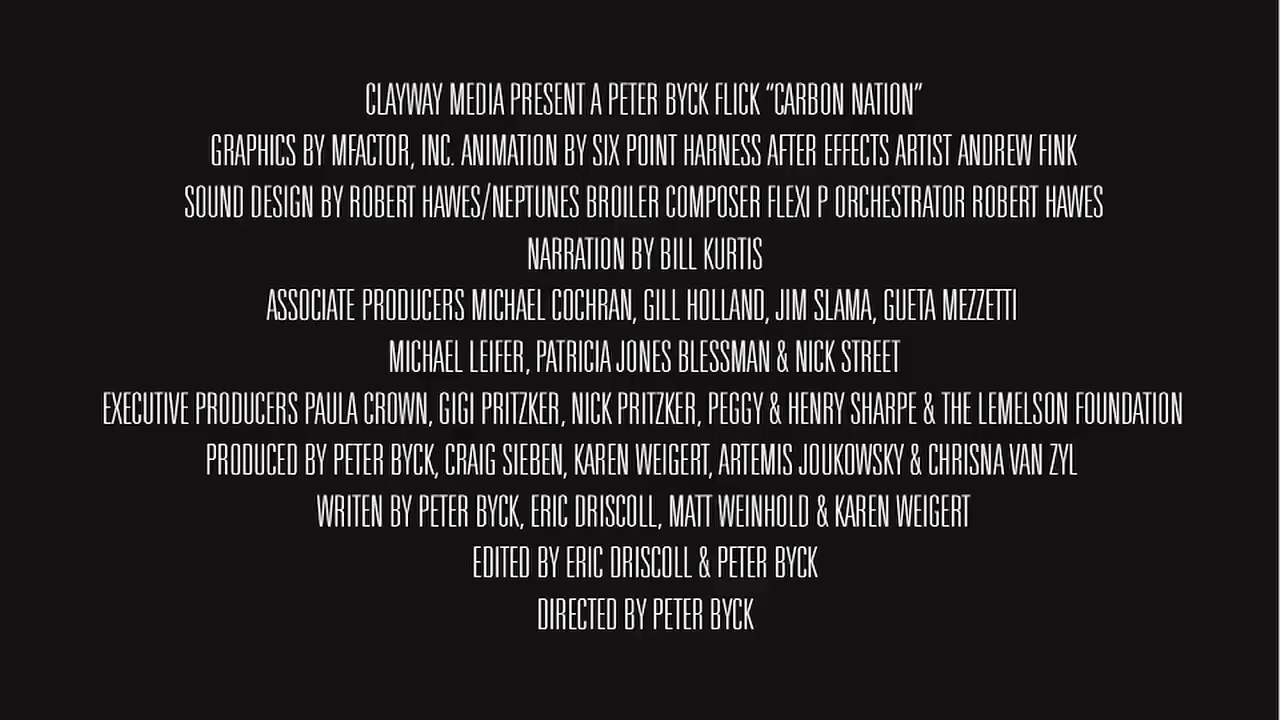 CLAYWAY MEDIA PRESENT A PETER BYCK FLICK “CARBON NATION”
GRAPHICS BY MFACTOR, INC. ANIMATION BY SIX POINT HARNESS AFTER EFFECTS ARTIST ANDREW FINK
SOUND DESIGN BY ROBERT HAWES/NEPTUNES BROILER COMPOSER FLEXI P ORCHESTRATOR ROBERT HAWES
NARRATION BY BILL KURTIS
ASSOCIATE PRODUCERS MICHAEL COCHRAN, GILL HOLLAND, JIM SLAMA, GUETA MEZZETTI
MICHAEL LEIFER, PATRICIA JONES BLESSMAN & NICK STREET
EXECUTIVE PRODUCERS PAULA CROWN, GIGI PRITZKER, NICK PRITZKER, PEGGY & HENRY SHARPE & THE LEMELSON FOUNDATION
PRODUCED BY PETER BYCK, CRAIG SIEBEN, KAREN WEIGERT, ARTEMIS JOUKOWSKY & CHRISNA VAN ZYL
WRITEN BY PETER BYCK, ERIC DRISCOLL, MATT WEINHOLD & KAREN WEIGERT
EDITED BY ERIC DRISCOLL & PETER BYCK
DIRECTED BY PETER BYCK